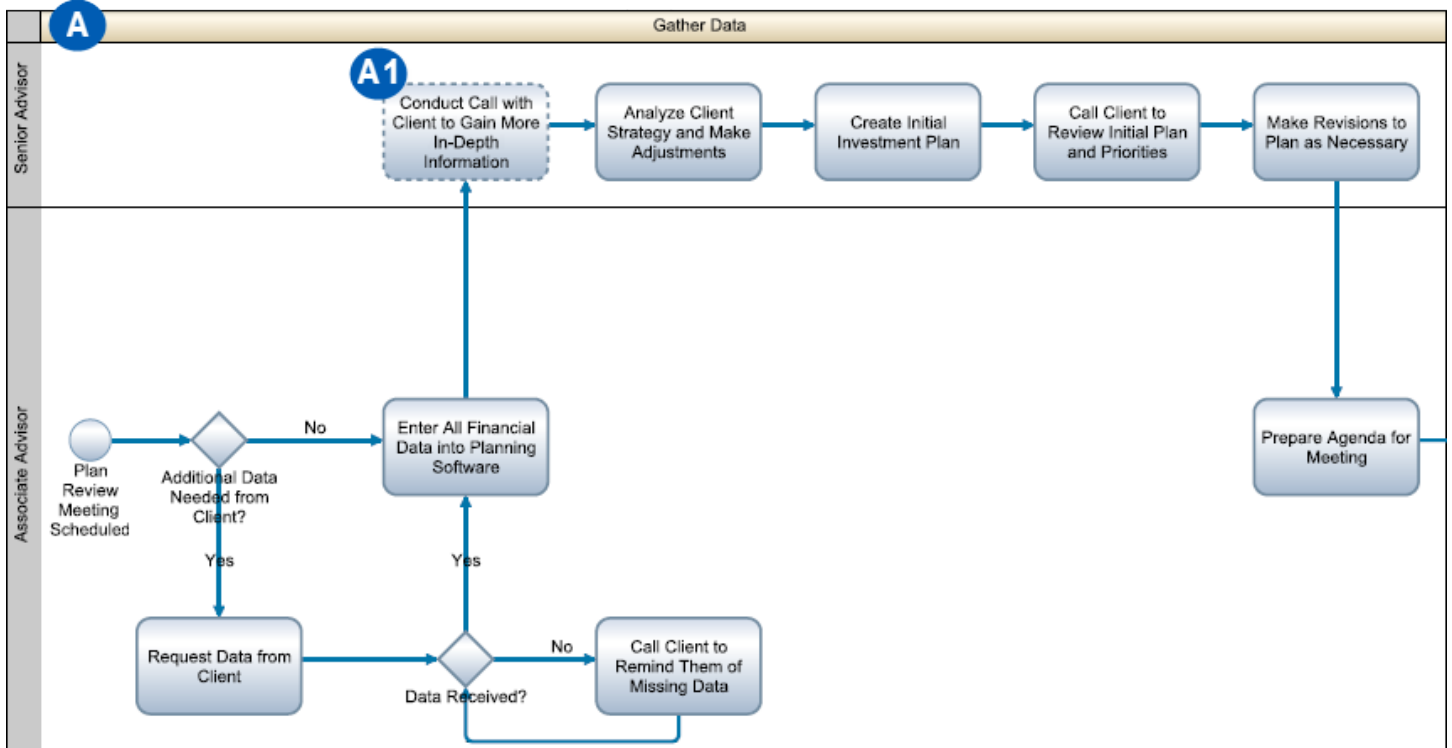 A
Gather Data
Senior Advisor
A1
Conduct Call with
Client to Gain More
In-Depth
Information
Analyze Client
Strategy and Make
Adjustments
Create Initial
Investment Plan
Call Client to
Review Initial Plan
and Priorities
Make Revisions to
Plan as Necessary
Associate Advisor
Plan
Review
Meeting
Scheduled
Additional Data
Needed from
Client?
No
Yes
Enter All Financial
Data into Planning
Software
Prepare Agenda for
Meeting
Request Data from
Client
Yes
Data Received?
No
Call Client to
Remind Them of
Missing Data